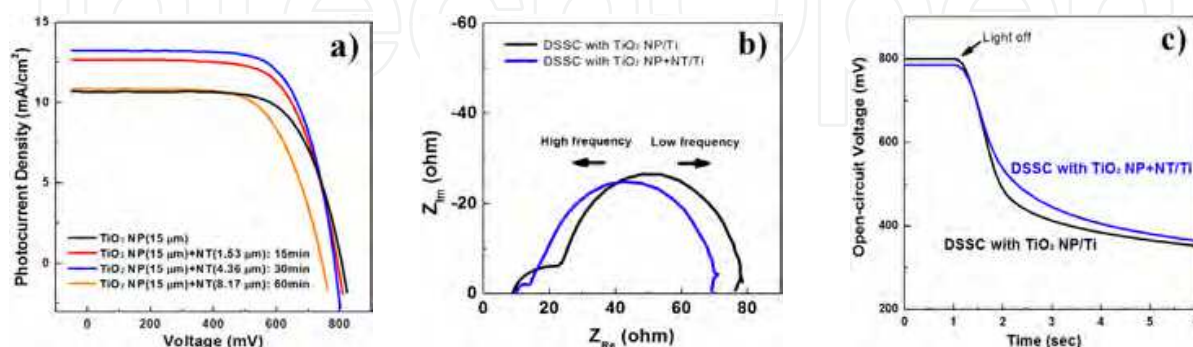 a)
Photocurrent Density (mA/cm²)
15
10
5
0
TiO₂ NP(15 μm)
TiO₂ NP(15 μm)+NT(1.53 μm): 15min
TiO₂ NP(15 μm)+NT(4.36 μm): 30min
TiO₂ NP(15 μm)+NT(8.17 μm): 60min
0 200 400 600 800
Voltage (mV)
b)
Z_Im (ohm)
-60
-40
-20
0
DSSC with TiO₂ NP/Ti
DSSC with TiO₂ NP+NT/Ti
High frequency Low frequency
0 20 40 60 80
Z_Re (ohm)
c)
Open-circuit Voltage (mV)
800
600
400
200
Light off
DSSC with TiO₂ NP+NT/Ti
DSSC with TiO₂ NP/Ti
0 1 2 3 4 5 6
Time (sec)